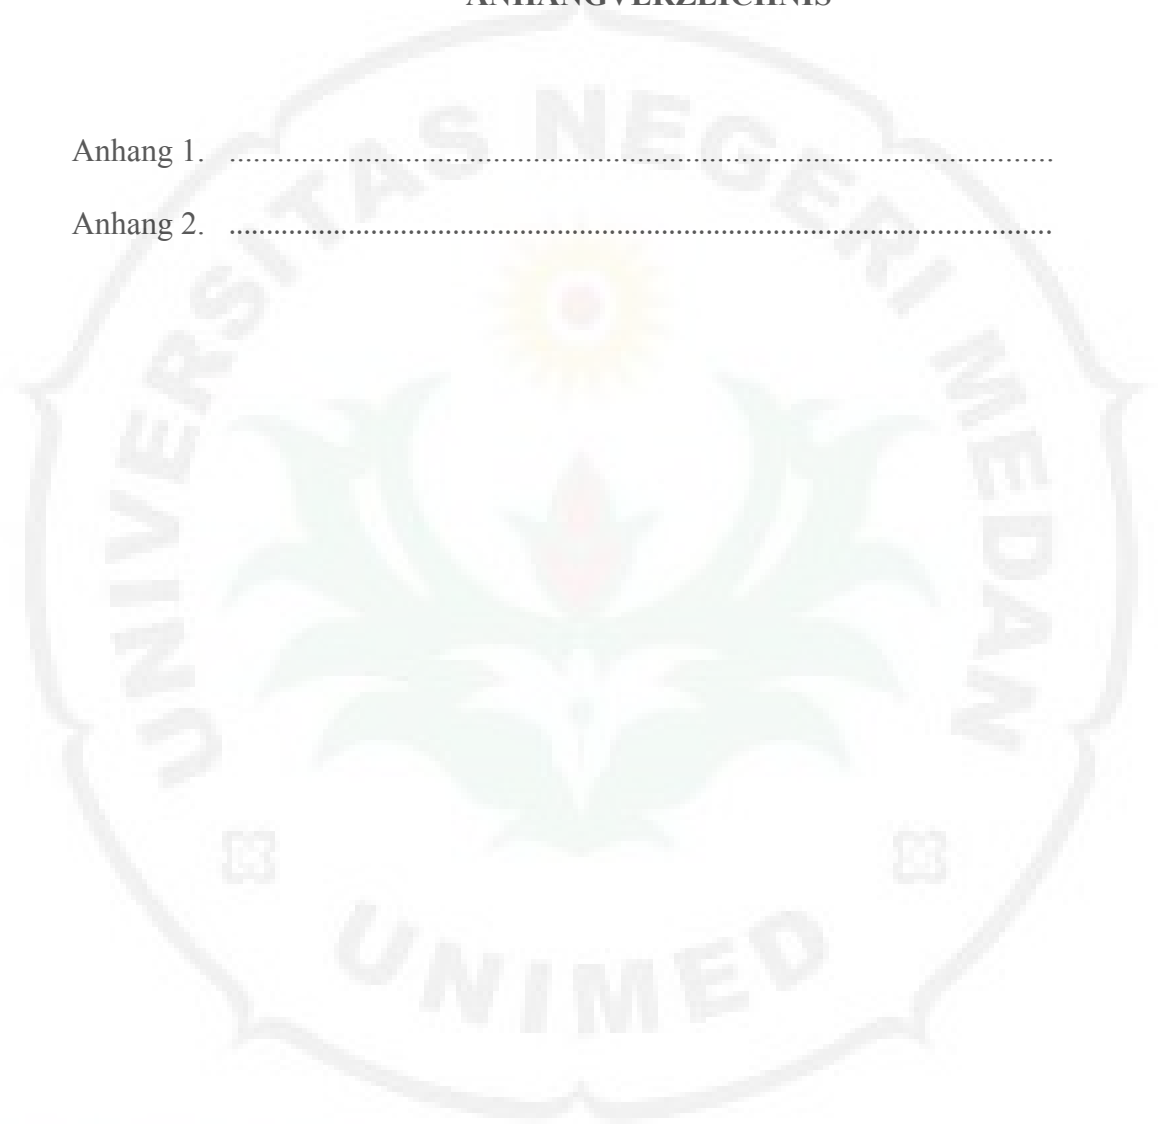 ANHANGVERZEICHNIS
Anhang 1. ........................................................................................................
Anhang 2. ........................................................................................................
UNIVERSITAS NEGERI MEDAN
UNIMED